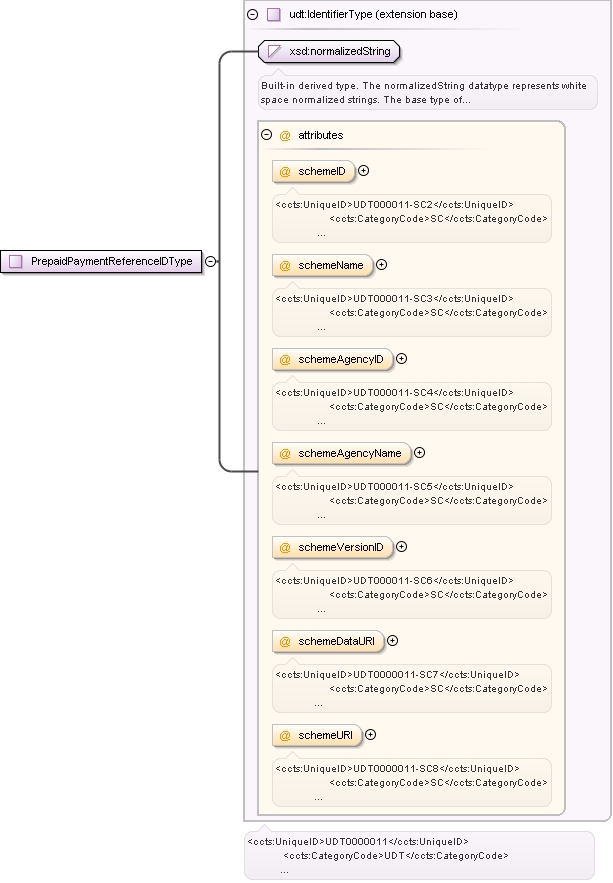 udt:IdentifierType (extension base)
xsd:normalizedString
Built-in derived type. The normalizedString datatype represents white
space normalized strings. The base type of...
@ attributes
@ schemeID
<ccts:UniqueID>UDT000011-SC2</ccts:UniqueID>
<ccts:CategoryCode>SC</ccts:CategoryCode>
...
PrepaidPaymentReferenceIDType
@ schemeName
<ccts:UniqueID>UDT000011-SC3</ccts:UniqueID>
<ccts:CategoryCode>SC</ccts:CategoryCode>
...
@ schemeAgencyID
<ccts:UniqueID>UDT000011-SC4</ccts:UniqueID>
<ccts:CategoryCode>SC</ccts:CategoryCode>
...
@ schemeAgencyName
<ccts:UniqueID>UDT000011-SC5</ccts:UniqueID>
<ccts:CategoryCode>SC</ccts:CategoryCode>
...
@ schemeVersionID
<ccts:UniqueID>UDT000011-SC6</ccts:UniqueID>
<ccts:CategoryCode>SC</ccts:CategoryCode>
...
@ schemeDataURI
<ccts:UniqueID>UDT0000011-SC7</ccts:UniqueID>
<ccts:CategoryCode>SC</ccts:CategoryCode>
...
@ schemeURI
<ccts:UniqueID>UDT0000011-SC8</ccts:UniqueID>
<ccts:CategoryCode>SC</ccts:CategoryCode>
...
<ccts:UniqueID>UDT0000011</ccts:UniqueID>
<ccts:CategoryCode>UDT</ccts:CategoryCode>
...